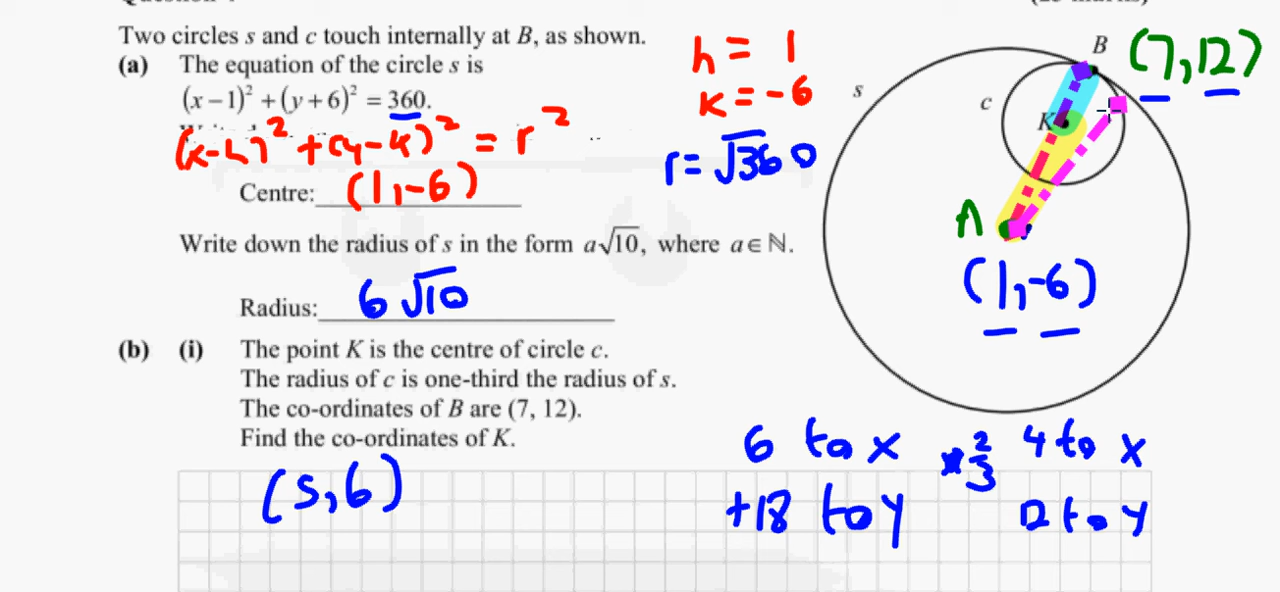 Two circles s and c touch internally at B, as shown.
(a) The equation of the circle s is
(x – 1)² + (y + 6)² = 360.
(x-h)² + (y-k)² = r²
Centre: (1,-6)
Write down the radius of s in the form a√10, where a ∈ ℕ.
Radius: 6√10
(b) (i) The point K is the centre of circle c.
The radius of c is one-third the radius of s.
The co-ordinates of B are (7, 12).
Find the co-ordinates of K.
(5,6)
h = 1
K = -6
r = √360
s
c
B (7,12)
K
A
(1,-6)
6 to x * 2/3 4 to x
+18 to y 12 to y